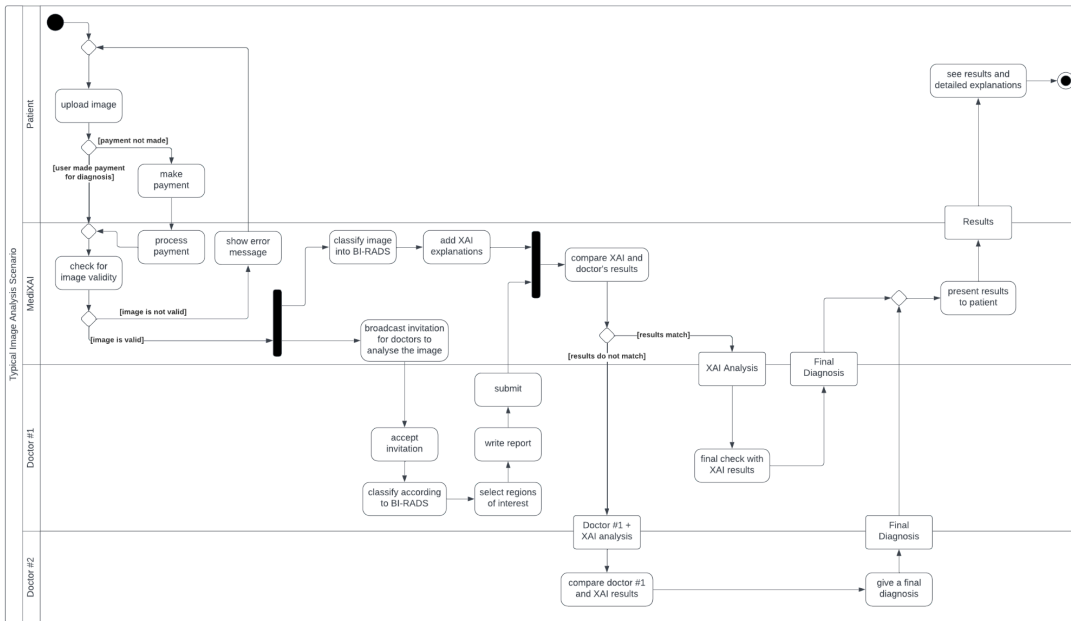 Typical Image Analysis Scenario
Patient
upload image
[payment not made]
[user made payment
for diagnosis]
make
payment
see results and
detailed explanations
MediXAI
process
payment
show error
message
check for
image validity
[image is not valid]
[image is valid]
classify image
into BI-RADS
add XAI
explanations
broadcast invitation
for doctors to
analyse the image
compare XAI and
doctor's results
[results match]
[results do not match]
XAI Analysis
Final
Diagnosis
present results
to patient
Results
Doctor #1
accept
invitation
classify according
to BI-RADS
select regions
of interest
write report
submit
final check with
XAI results
Doctor #1 +
XAI analysis
Final
Diagnosis
Doctor #2
compare doctor #1
and XAI results
give a final
diagnosis